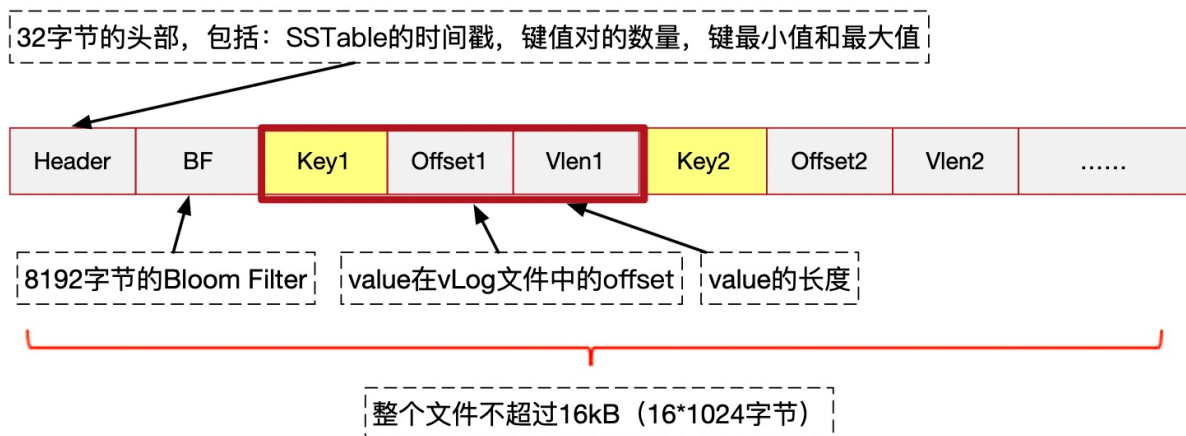 32字节的头部，包括：SSTable的时间戳，键值对的数量，键最小值和最大值
Header BF Key1 Offset1 Vlen1 Key2 Offset2 Vlen2 ……
8192字节的Bloom Filter value在vLog文件中的offset value的长度
整个文件不超过16kB（16*1024字节）